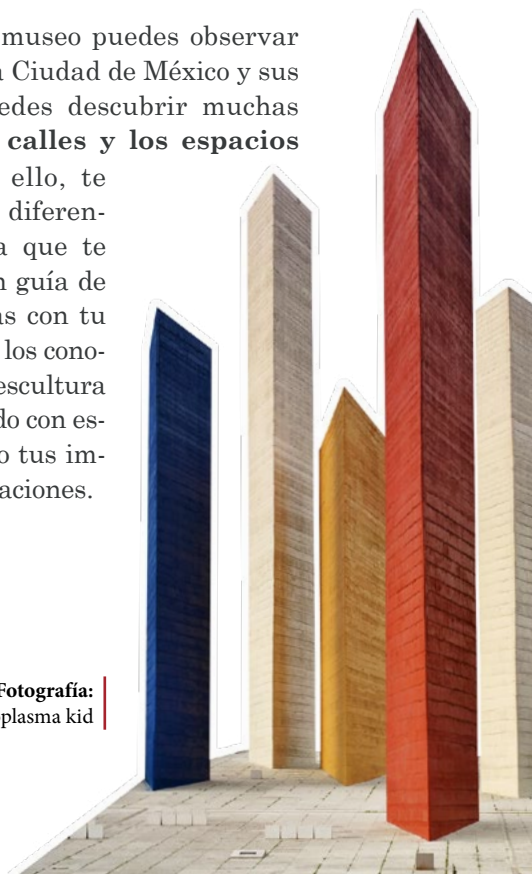 museo puedes observar
Ciudad de México y sus
edes descubrir muchas
calles y los espacios
ello, te
diferen-
a que te
n guía de
as con tu
los cono-
escultura
do con es-
o tus im-
aciones.
Fotografía:
oplasma kid